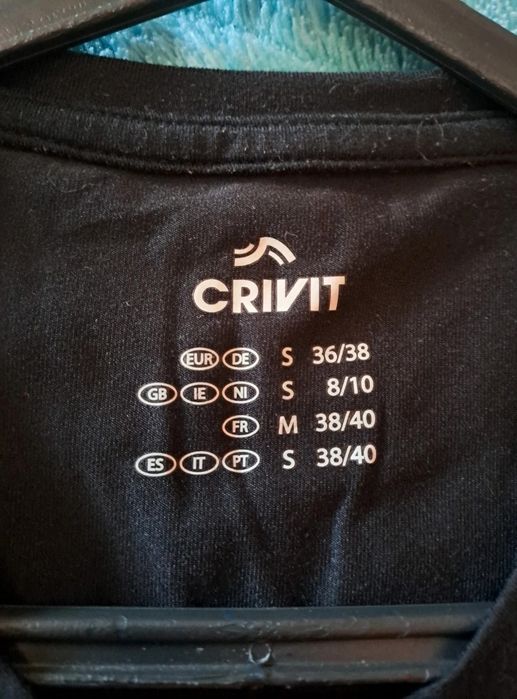 CRIVIT
EUR DE S 36/38
GB IE NI S 8/10
FR M 38/40
ES IT PT S 38/40